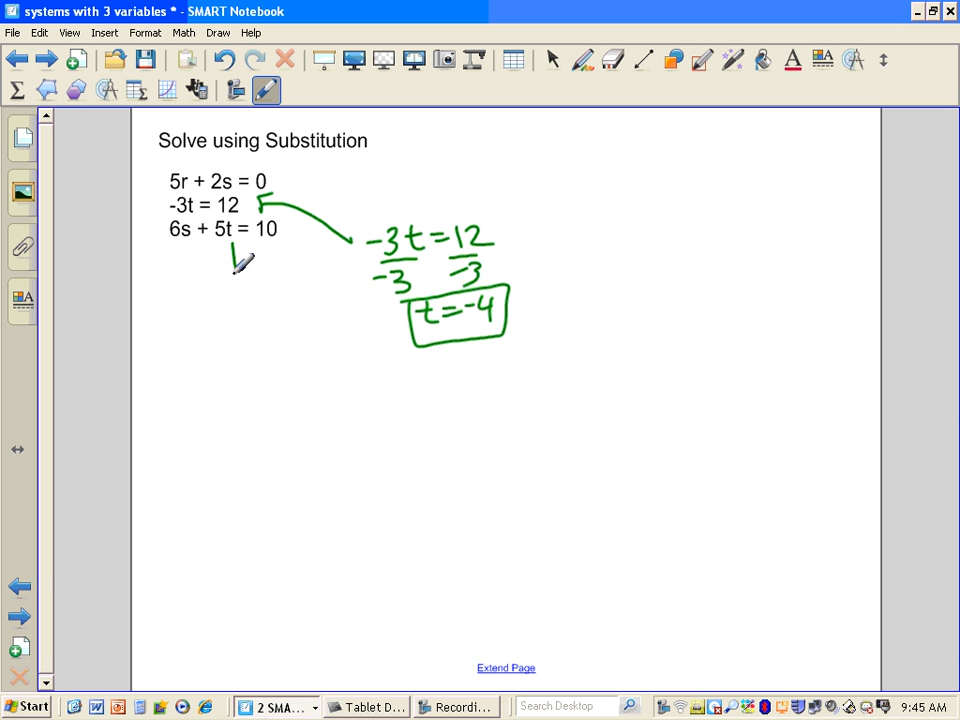 systems with 3 variables * - SMART Notebook
File Edit View Insert Format Math Draw Help
Solve using Substitution
5r + 2s = 0
-3t = 12
6s + 5t = 10
-3t = 12
-3 -3
t = -4
Extend Page
Start 2 SMA... Tablet D... Recordi... Search Desktop 9:45 AM